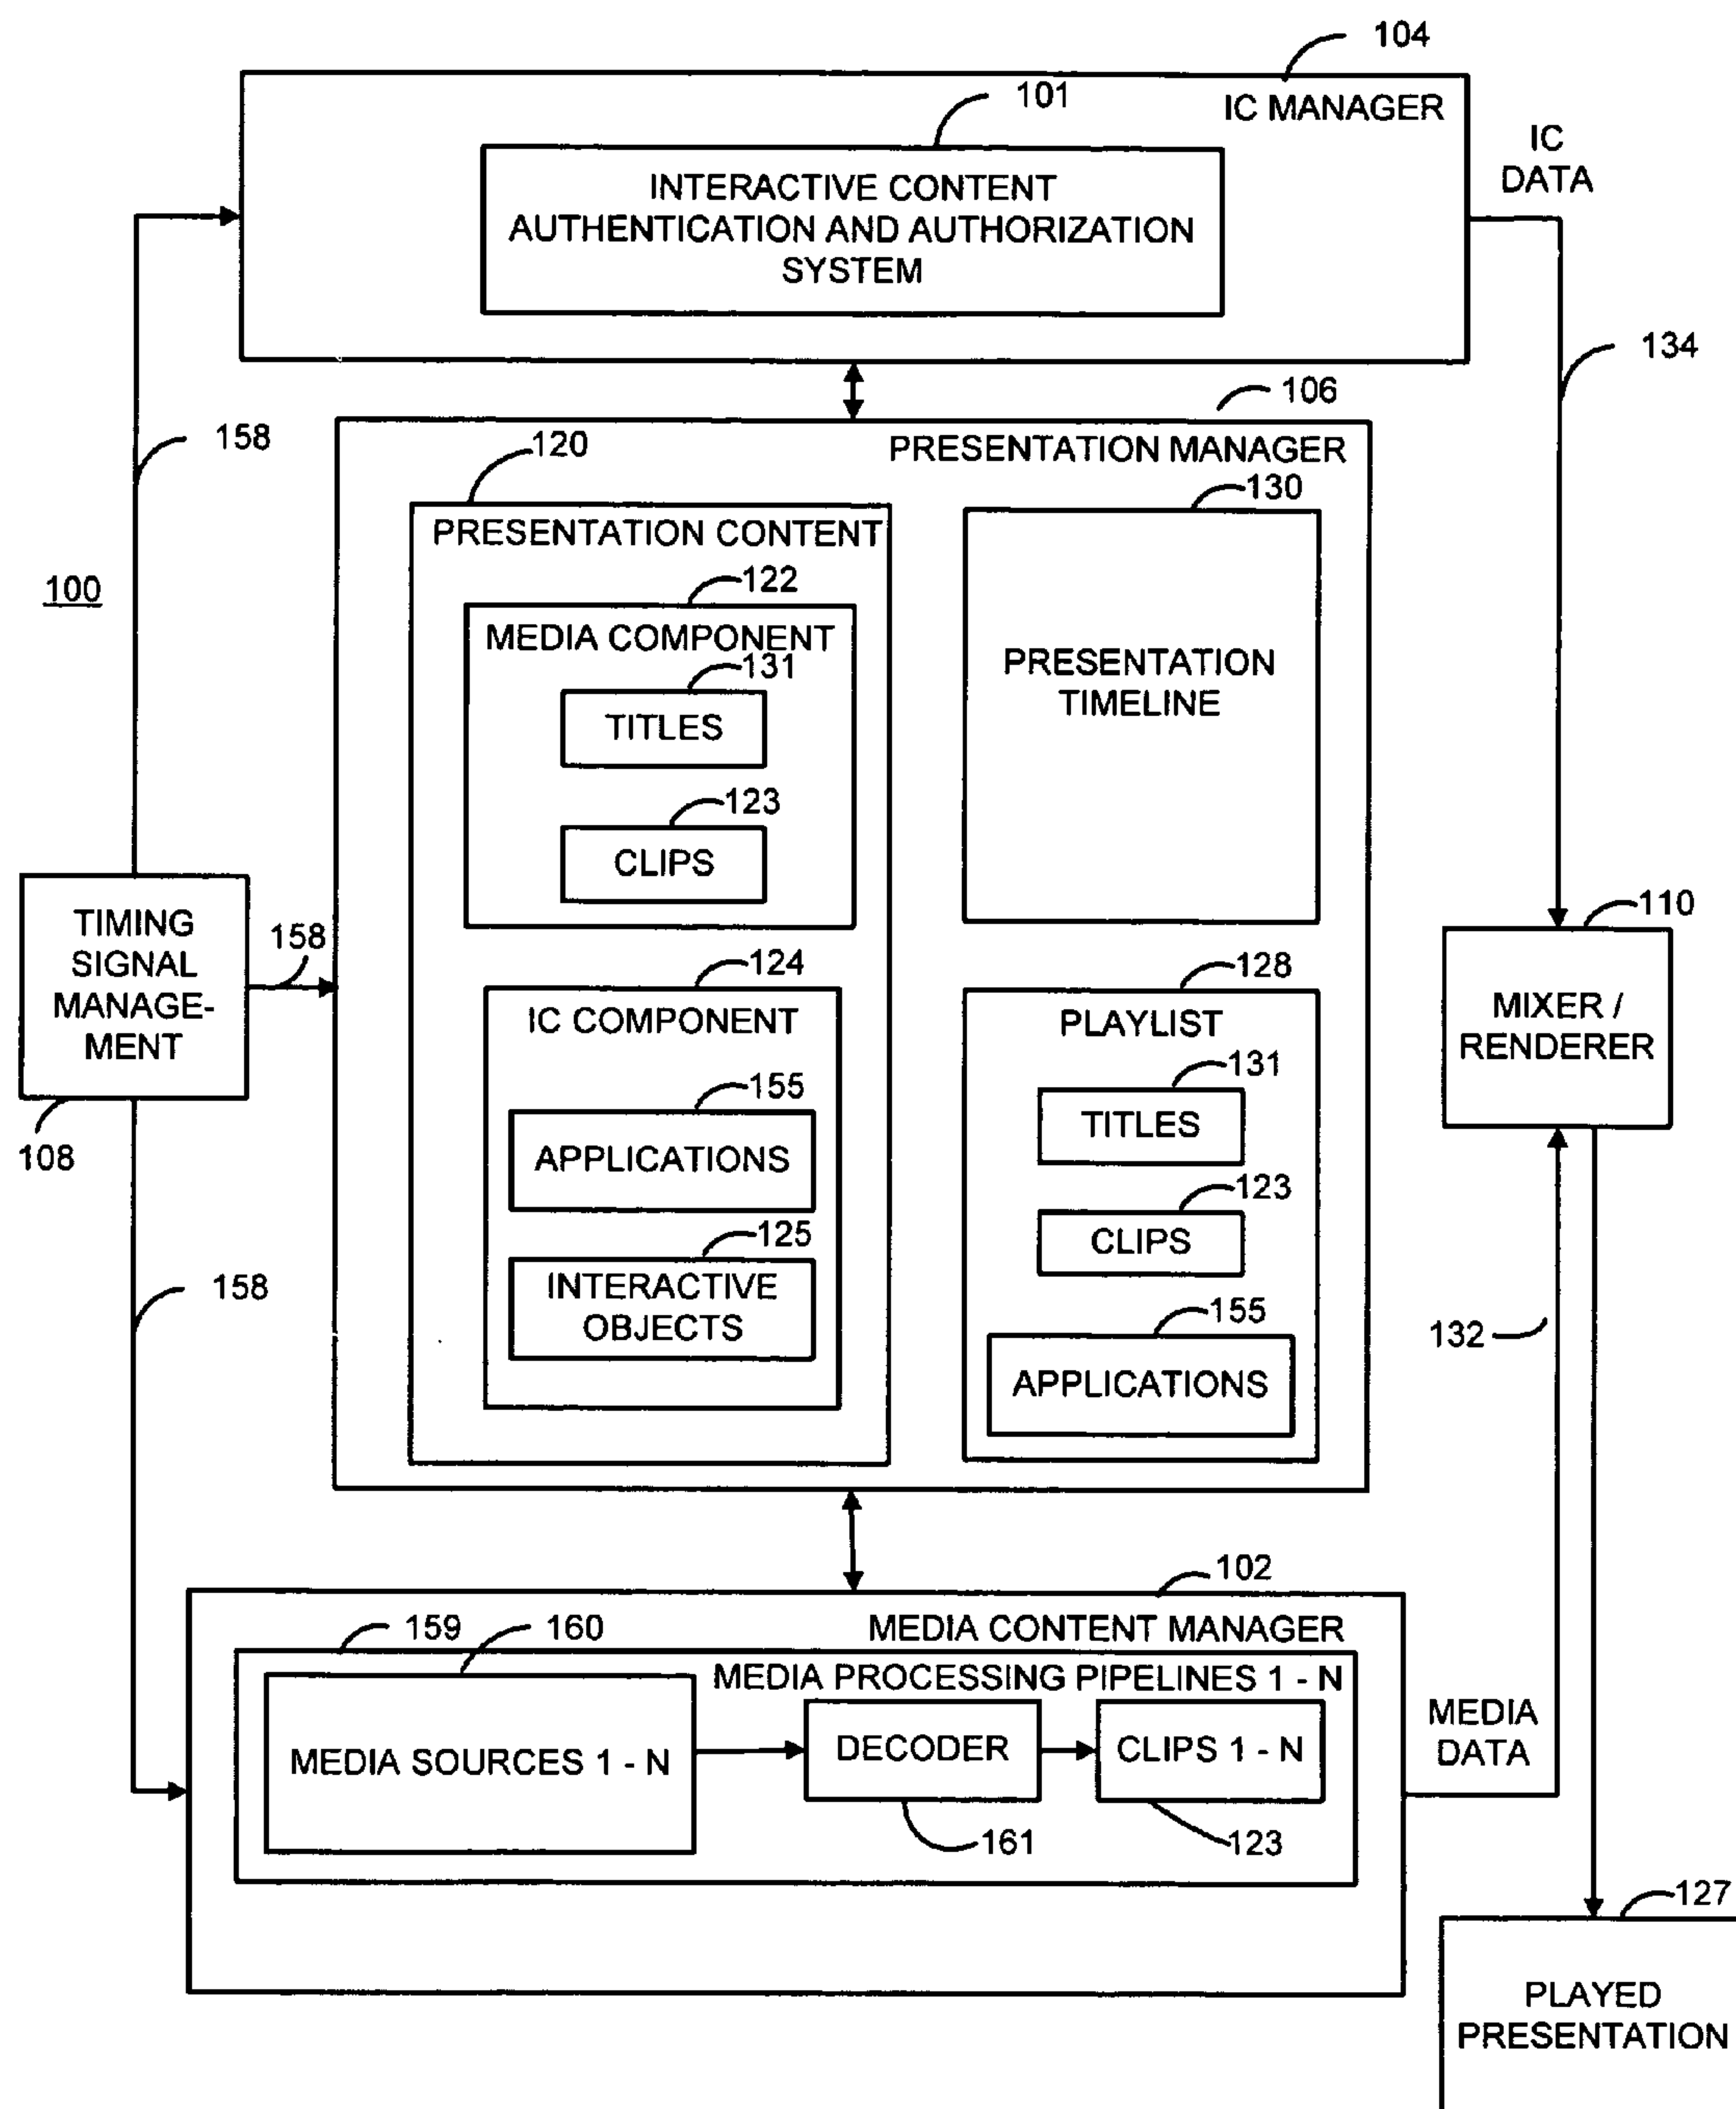 104
IC MANAGER
101
INTERACTIVE CONTENT
AUTHENTICATION AND AUTHORIZATION
SYSTEM
IC
DATA
134
106
PRESENTATION MANAGER
158
120
PRESENTATION CONTENT
130
PRESENTATION
TIMELINE
100
122
MEDIA COMPONENT
131
TITLES
123
CLIPS
TIMING
SIGNAL
MANAGE-
MENT
108
158
110
MIXER /
RENDERER
124
IC COMPONENT
155
APPLICATIONS
125
INTERACTIVE
OBJECTS
128
PLAYLIST
131
TITLES
123
CLIPS
155
APPLICATIONS
158
132
102
MEDIA CONTENT MANAGER
159
160
MEDIA PROCESSING PIPELINES 1 - N
MEDIA SOURCES 1 - N
DECODER
CLIPS 1 - N
161
123
MEDIA
DATA
127
PLAYED
PRESENTATION